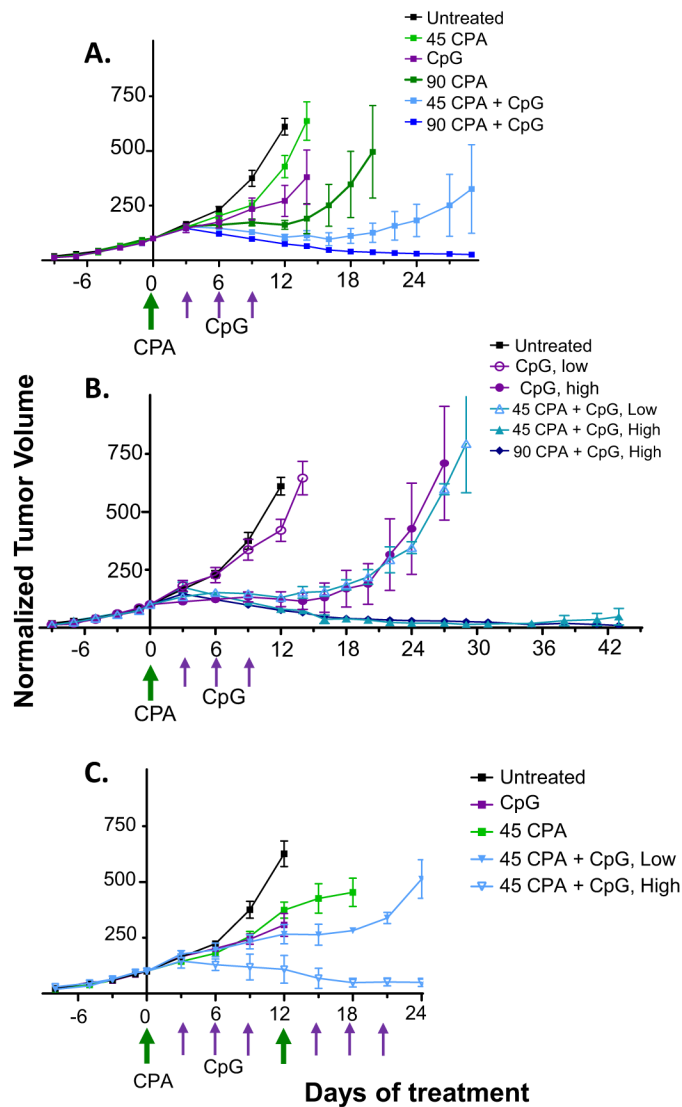 A.
Untreated
45 CPA
CpG
90 CPA
45 CPA + CpG
90 CPA + CpG
750
500
250
-6 0 6 12 18 24
CpG
CPA
Normalized Tumor Volume
B.
Untreated
CpG, low
CpG, high
45 CPA + CpG, Low
45 CPA + CpG, High
90 CPA + CpG, High
750
500
250
-6 0 6 12 18 24 30 36 42
CpG
CPA
C.
Untreated
CpG
45 CPA
45 CPA + CpG, Low
45 CPA + CpG, High
750
500
250
-6 0 6 12 18 24
CPA CpG
Days of treatment